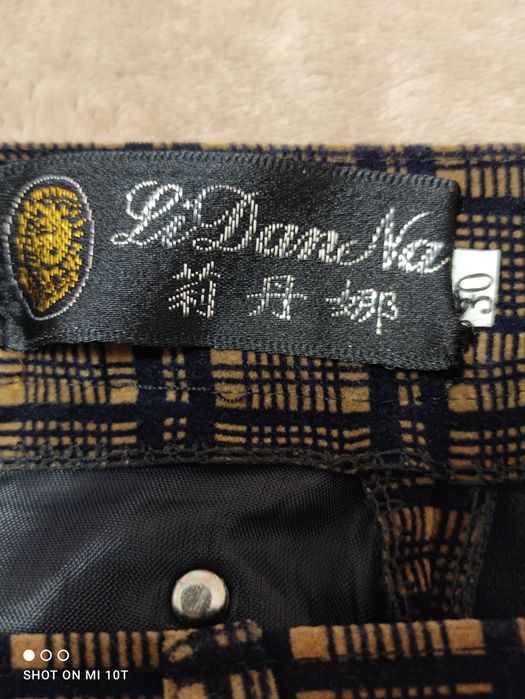 LiDanNa
莉丹娜
30
SHOT ON MI 10T